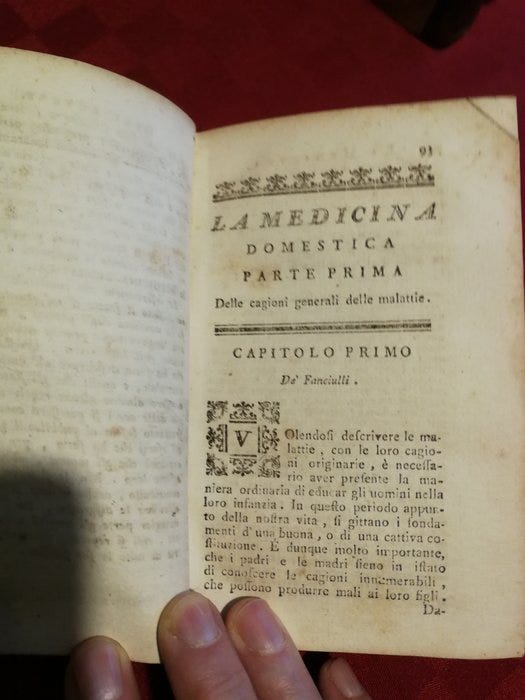 93
LA MEDICINA
DOMESTICA
PARTE PRIMA
Delle cagioni generali delle malattie.
CAPITOLO PRIMO
De' Fanciulli.
VOlendosi descrivere le ma-
lattie, con le loro cagio-
ni originarie, è necessa-
rio aver presente la ma-
niera ordinaria di educar gli uomini nella
loro infanzia. In questo periodo appun-
to della nostra vita, si gittano i fonda-
menti d'una buona, o di una cattiva co-
stituzione. E dunque molto importante,
che i padri e le madri sieno in istato
di conoscere le cagioni innumerabili,
che possono produrre mali ai loro figli.
Da-